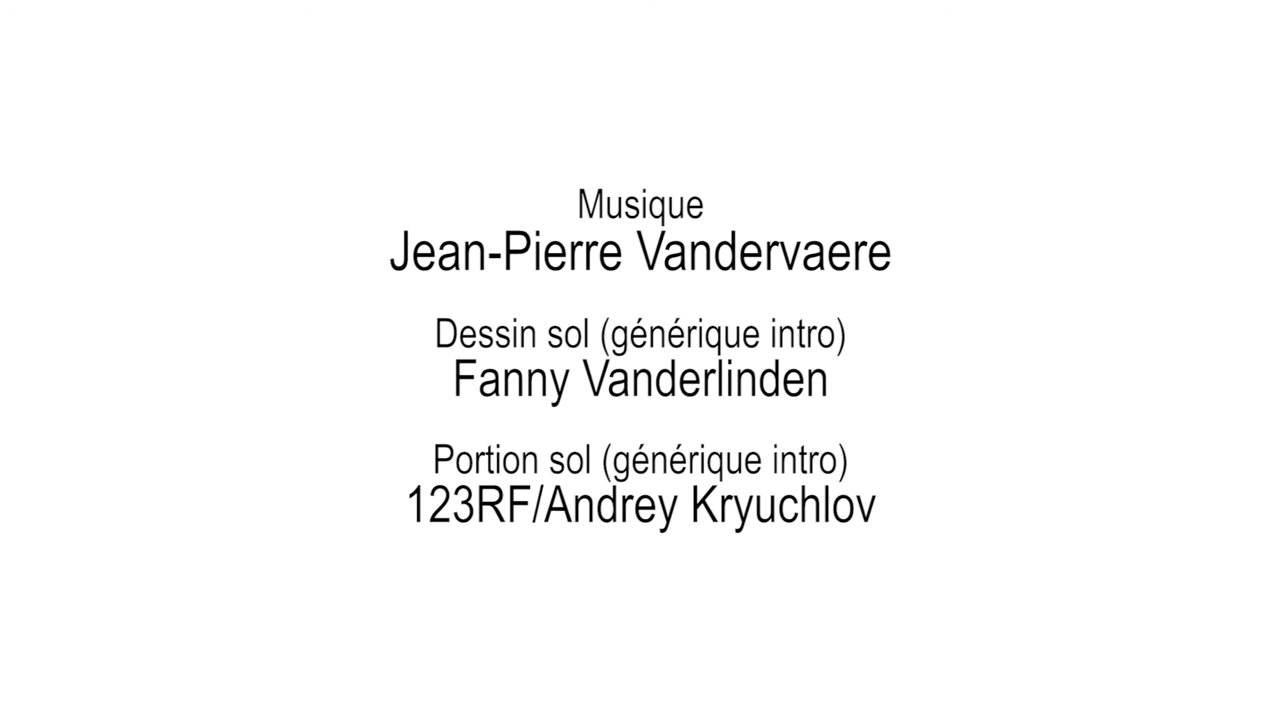 Musique
Jean-Pierre Vandervaere
Dessin sol (générique intro)
Fanny Vanderlinden
Portion sol (générique intro)
123RF/Andrey Kryuchlov